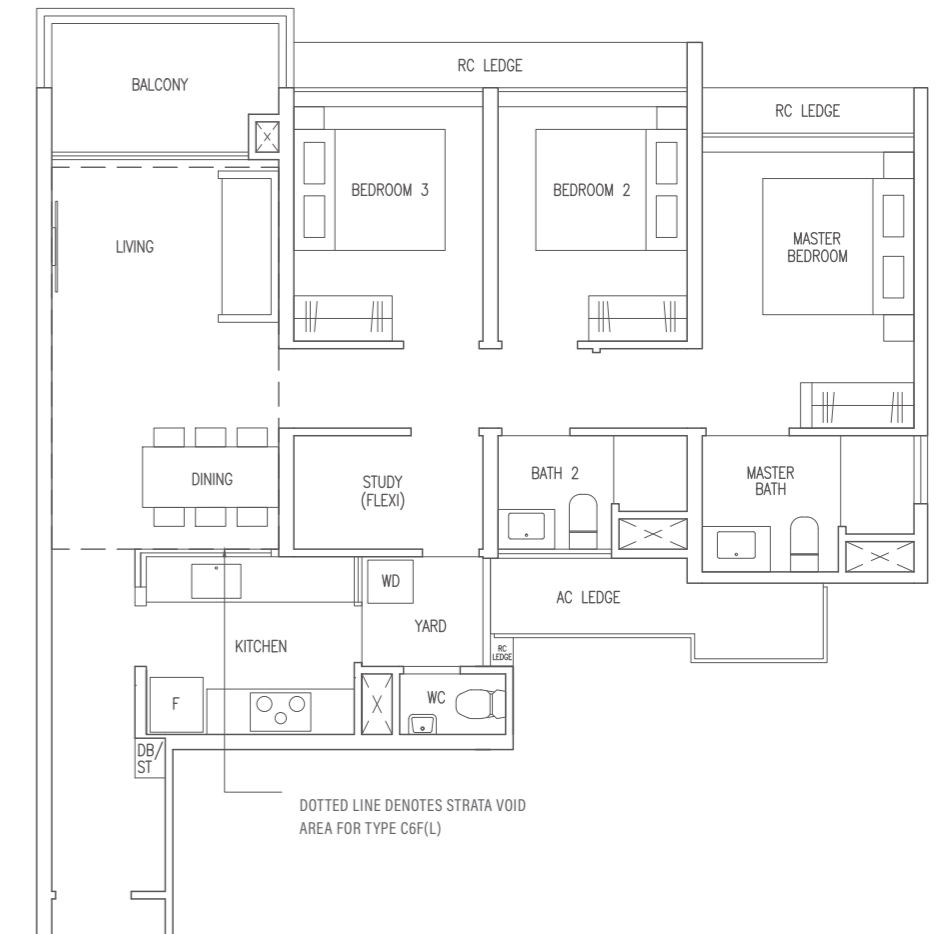 RC LEDGE
BALCONY
RC LEDGE
BEDROOM 3
BEDROOM 2
LIVING
MASTER
BEDROOM
DINING
STUDY
(FLEXI)
BATH 2
MASTER
BATH
WD
AC LEDGE
YARD
KITCHEN
RC
LEDGE
F
WC
DB/
ST
DOTTED LINE DENOTES STRATA VOID
AREA FOR TYPE C6F(L)